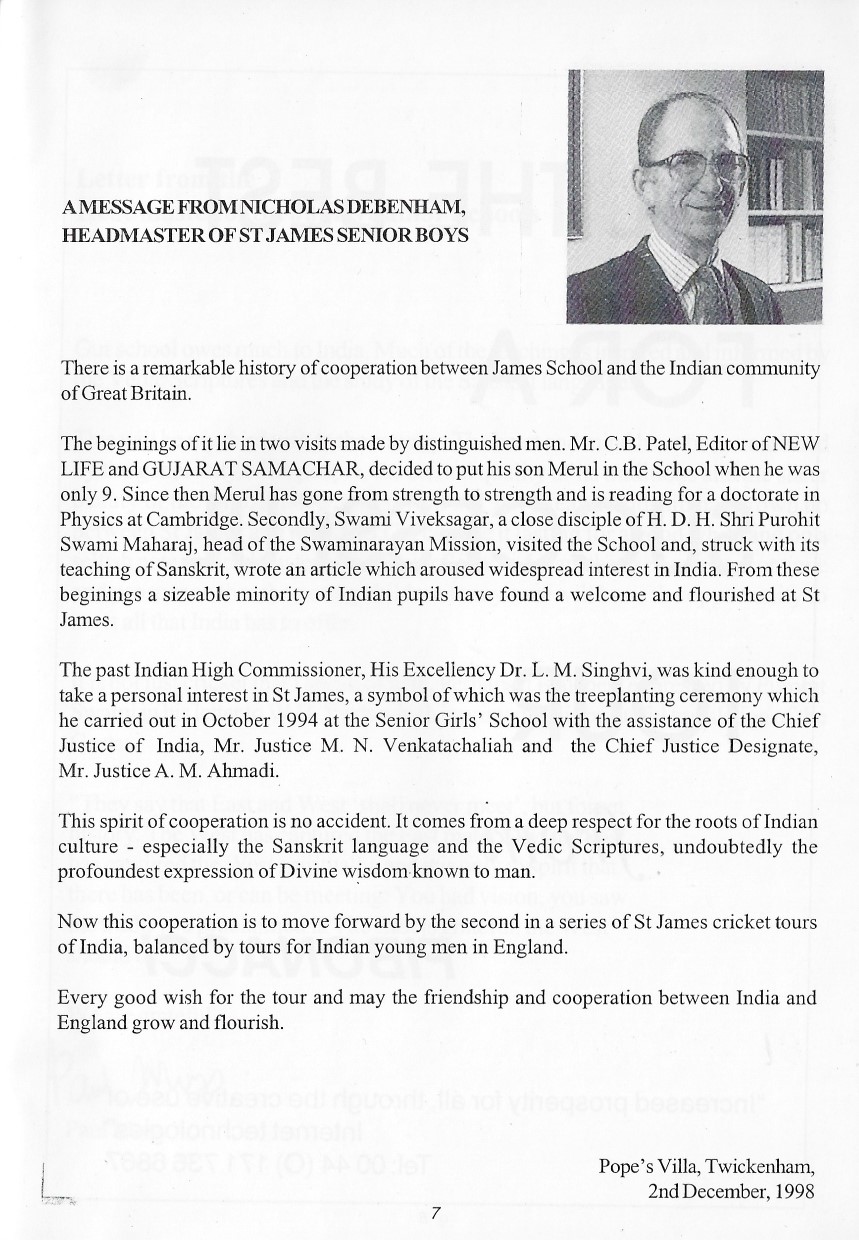 A MESSAGE FROM NICHOLAS DEBENHAM,
HEADMASTER OF ST JAMES SENIOR BOYS
There is a remarkable history of cooperation between James School and the Indian community
of Great Britain.
The beginings of it lie in two visits made by distinguished men. Mr. C.B. Patel, Editor of NEW
LIFE and GUJARAT SAMACHAR, decided to put his son Merul in the School when he was
only 9. Since then Merul has gone from strength to strength and is reading for a doctorate in
Physics at Cambridge. Secondly, Swami Viveksagar, a close disciple of H. D. H. Shri Purohit
Swami Maharaj, head of the Swaminarayan Mission, visited the School and, struck with its
teaching of Sanskrit, wrote an article which aroused widespread interest in India. From these
beginings a sizeable minority of Indian pupils have found a welcome and flourished at St
James.
The past Indian High Commissioner, His Excellency Dr. L. M. Singhvi, was kind enough to
take a personal interest in St James, a symbol of which was the treeplanting ceremony which
he carried out in October 1994 at the Senior Girls' School with the assistance of the Chief
Justice of India, Mr. Justice M. N. Venkatachaliah and the Chief Justice Designate,
Mr. Justice A. M. Ahmadi.
This spirit of cooperation is no accident. It comes from a deep respect for the roots of Indian
culture - especially the Sanskrit language and the Vedic Scriptures, undoubtedly the
profoundest expression of Divine wisdom known to man.
Now this cooperation is to move forward by the second in a series of St James cricket tours
of India, balanced by tours for Indian young men in England.
Every good wish for the tour and may the friendship and cooperation between India and
England grow and flourish.
Pope's Villa, Twickenham,
2nd December, 1998
7